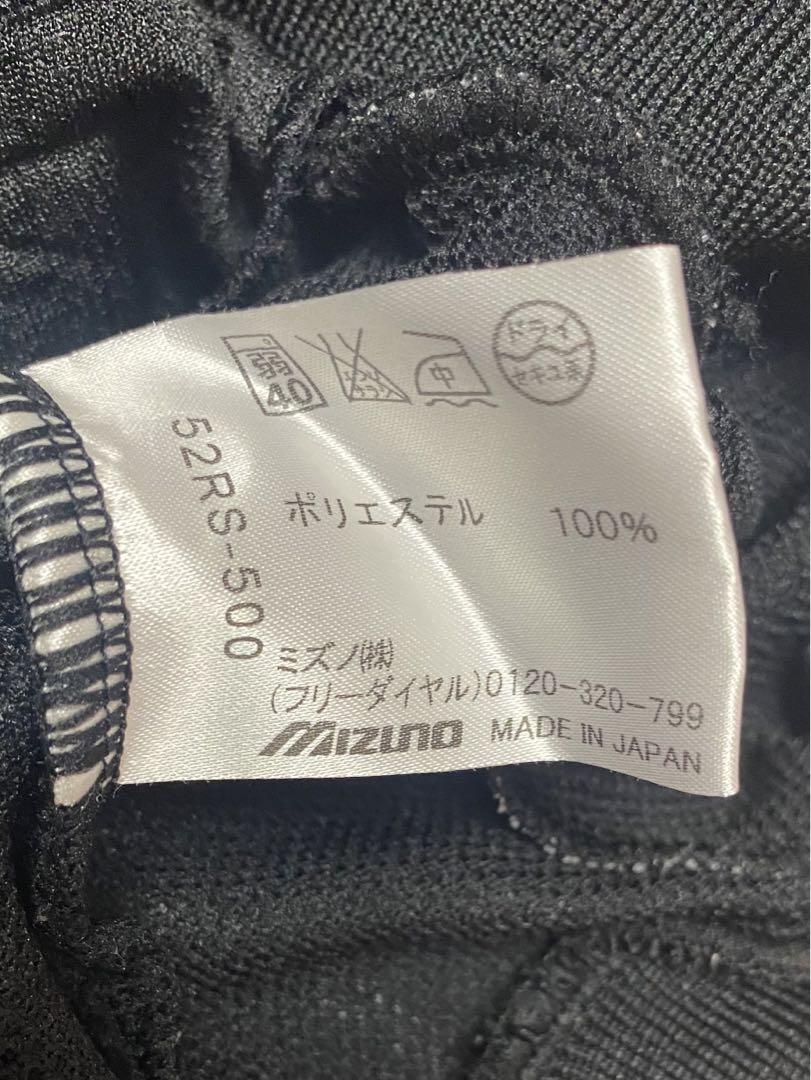 弱
40
中
ドライ
セキユ系
52RS-500
ポリエステル 100%
ミズノ㈱
(フリーダイヤル)0120-320-799
MIZUNO MADE IN JAPAN